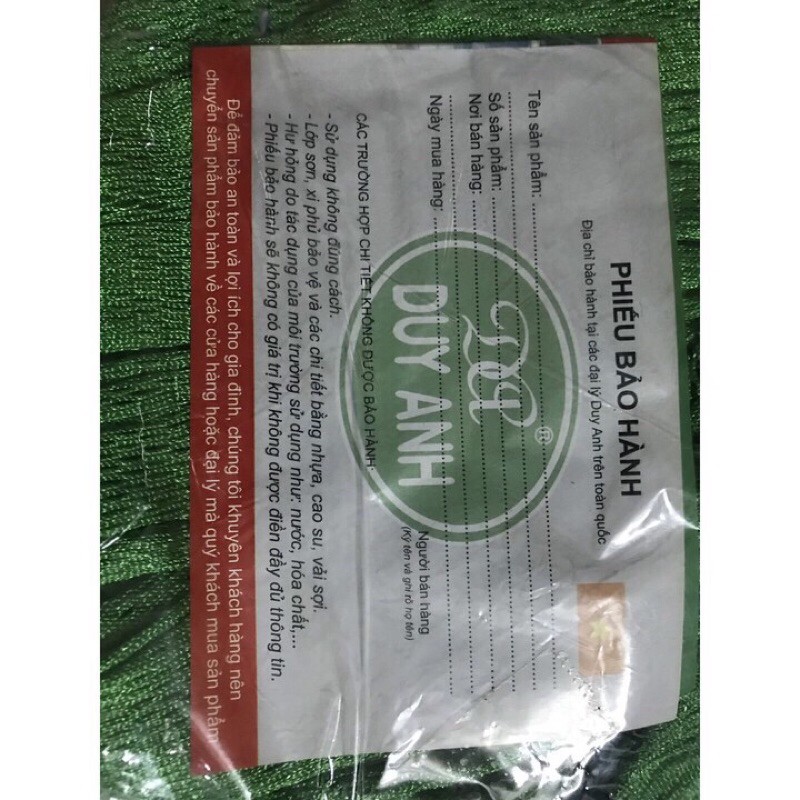 PHIẾU BẢO HÀNH
Địa chỉ bảo hành tại các đại lý Duy Anh trên toàn quốc
Tên sản phẩm:
Số sản phẩm:
Nơi bán hàng:
Ngày mua hàng:
DA ®
DUY ANH
Người bán hàng
(Ký tên và ghi rõ họ tên)
CÁC TRƯỜNG HỢP CHI TIẾT KHÔNG ĐƯỢC BẢO HÀNH:
- Sử dụng không đúng cách.
- Lớp sơn, xi phủ bảo vệ và các chi tiết bằng nhựa, cao su, vải sợi.
- Hư hỏng do tác dụng của môi trường sử dụng như: nước, hóa chất,...
- Phiếu bảo hành sẽ không có giá trị khi không được điền đầy đủ thông tin.
Để đảm bảo an toàn và lợi ích cho gia đình, chúng tôi khuyên khách hàng nên
chuyển sản phẩm bảo hành về các cửa hàng hoặc đại lý mà quý khách mua sản phẩm